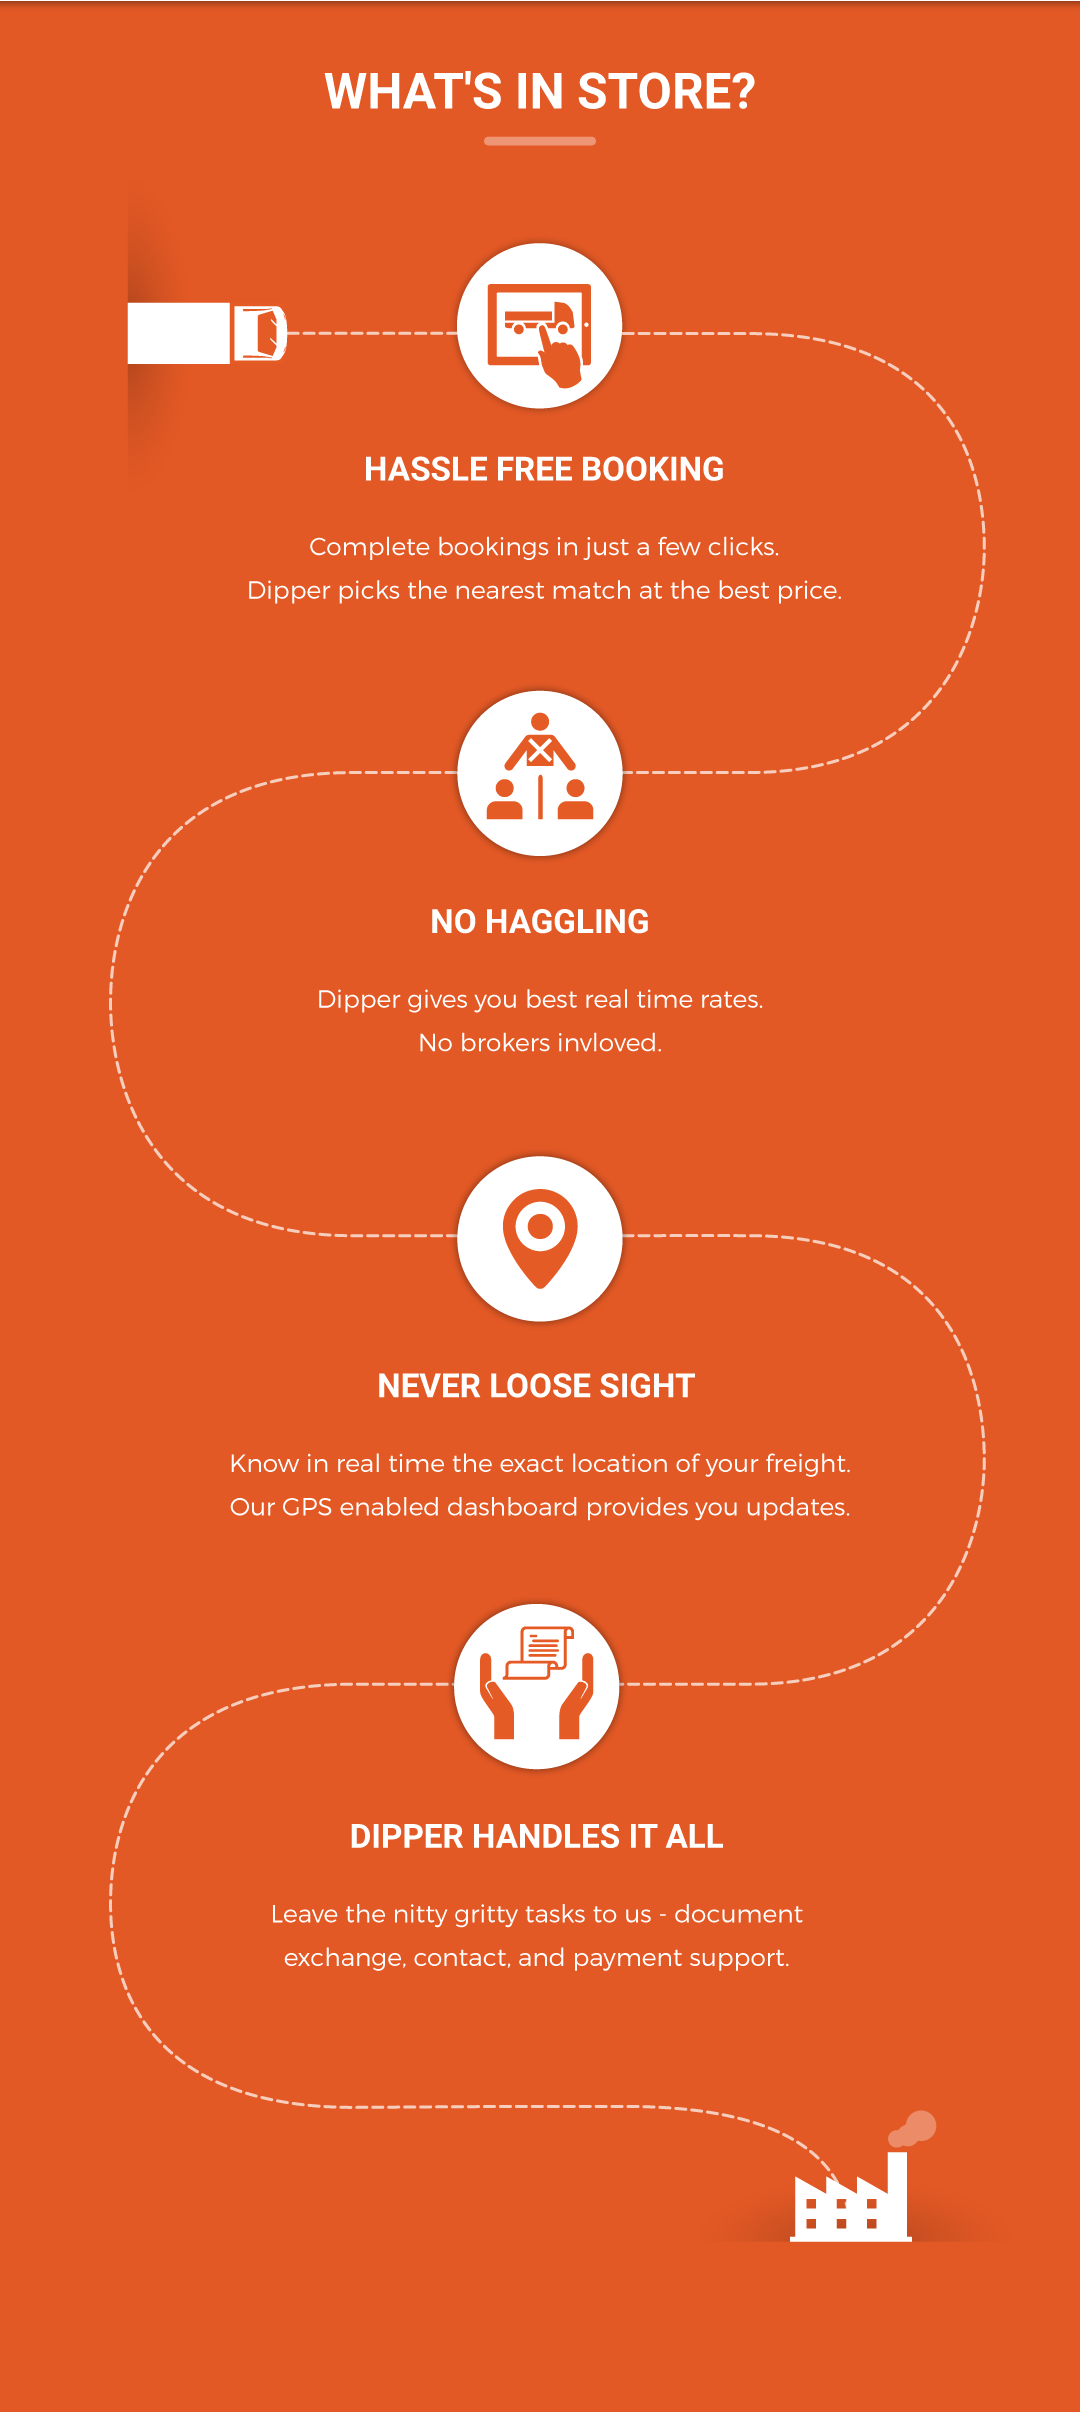 WHAT'S IN STORE?
HASSLE FREE BOOKING
Complete bookings in just a few clicks.
Dipper picks the nearest match at the best price.
NO HAGGLING
Dipper gives you best real time rates.
No brokers invloved.
NEVER LOOSE SIGHT
Know in real time the exact location of your freight.
Our GPS enabled dashboard provides you updates.
DIPPER HANDLES IT ALL
Leave the nitty gritty tasks to us - document
exchange, contact, and payment support.